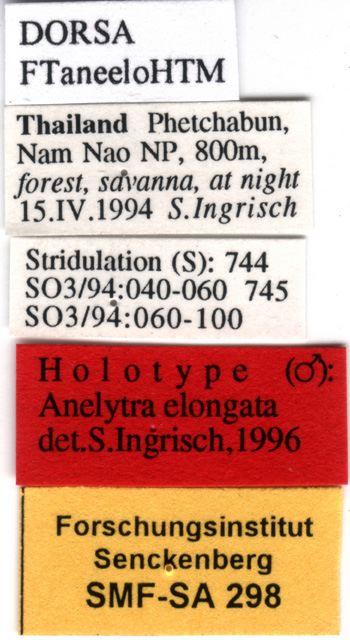 DORSA
FTaneeloHTM
Thailand Phetchabun,
Nam Nao NP, 800m,
forest, savanna, at night
15.IV.1994 S.Ingrisch
Stridulation (S): 744
SO3/94:040-060 745
SO3/94:060-100
Holotype (♂):
Anelytra elongata
det.S.Ingrisch,1996
Forschungsinstitut
Senckenberg
SMF-SA 298